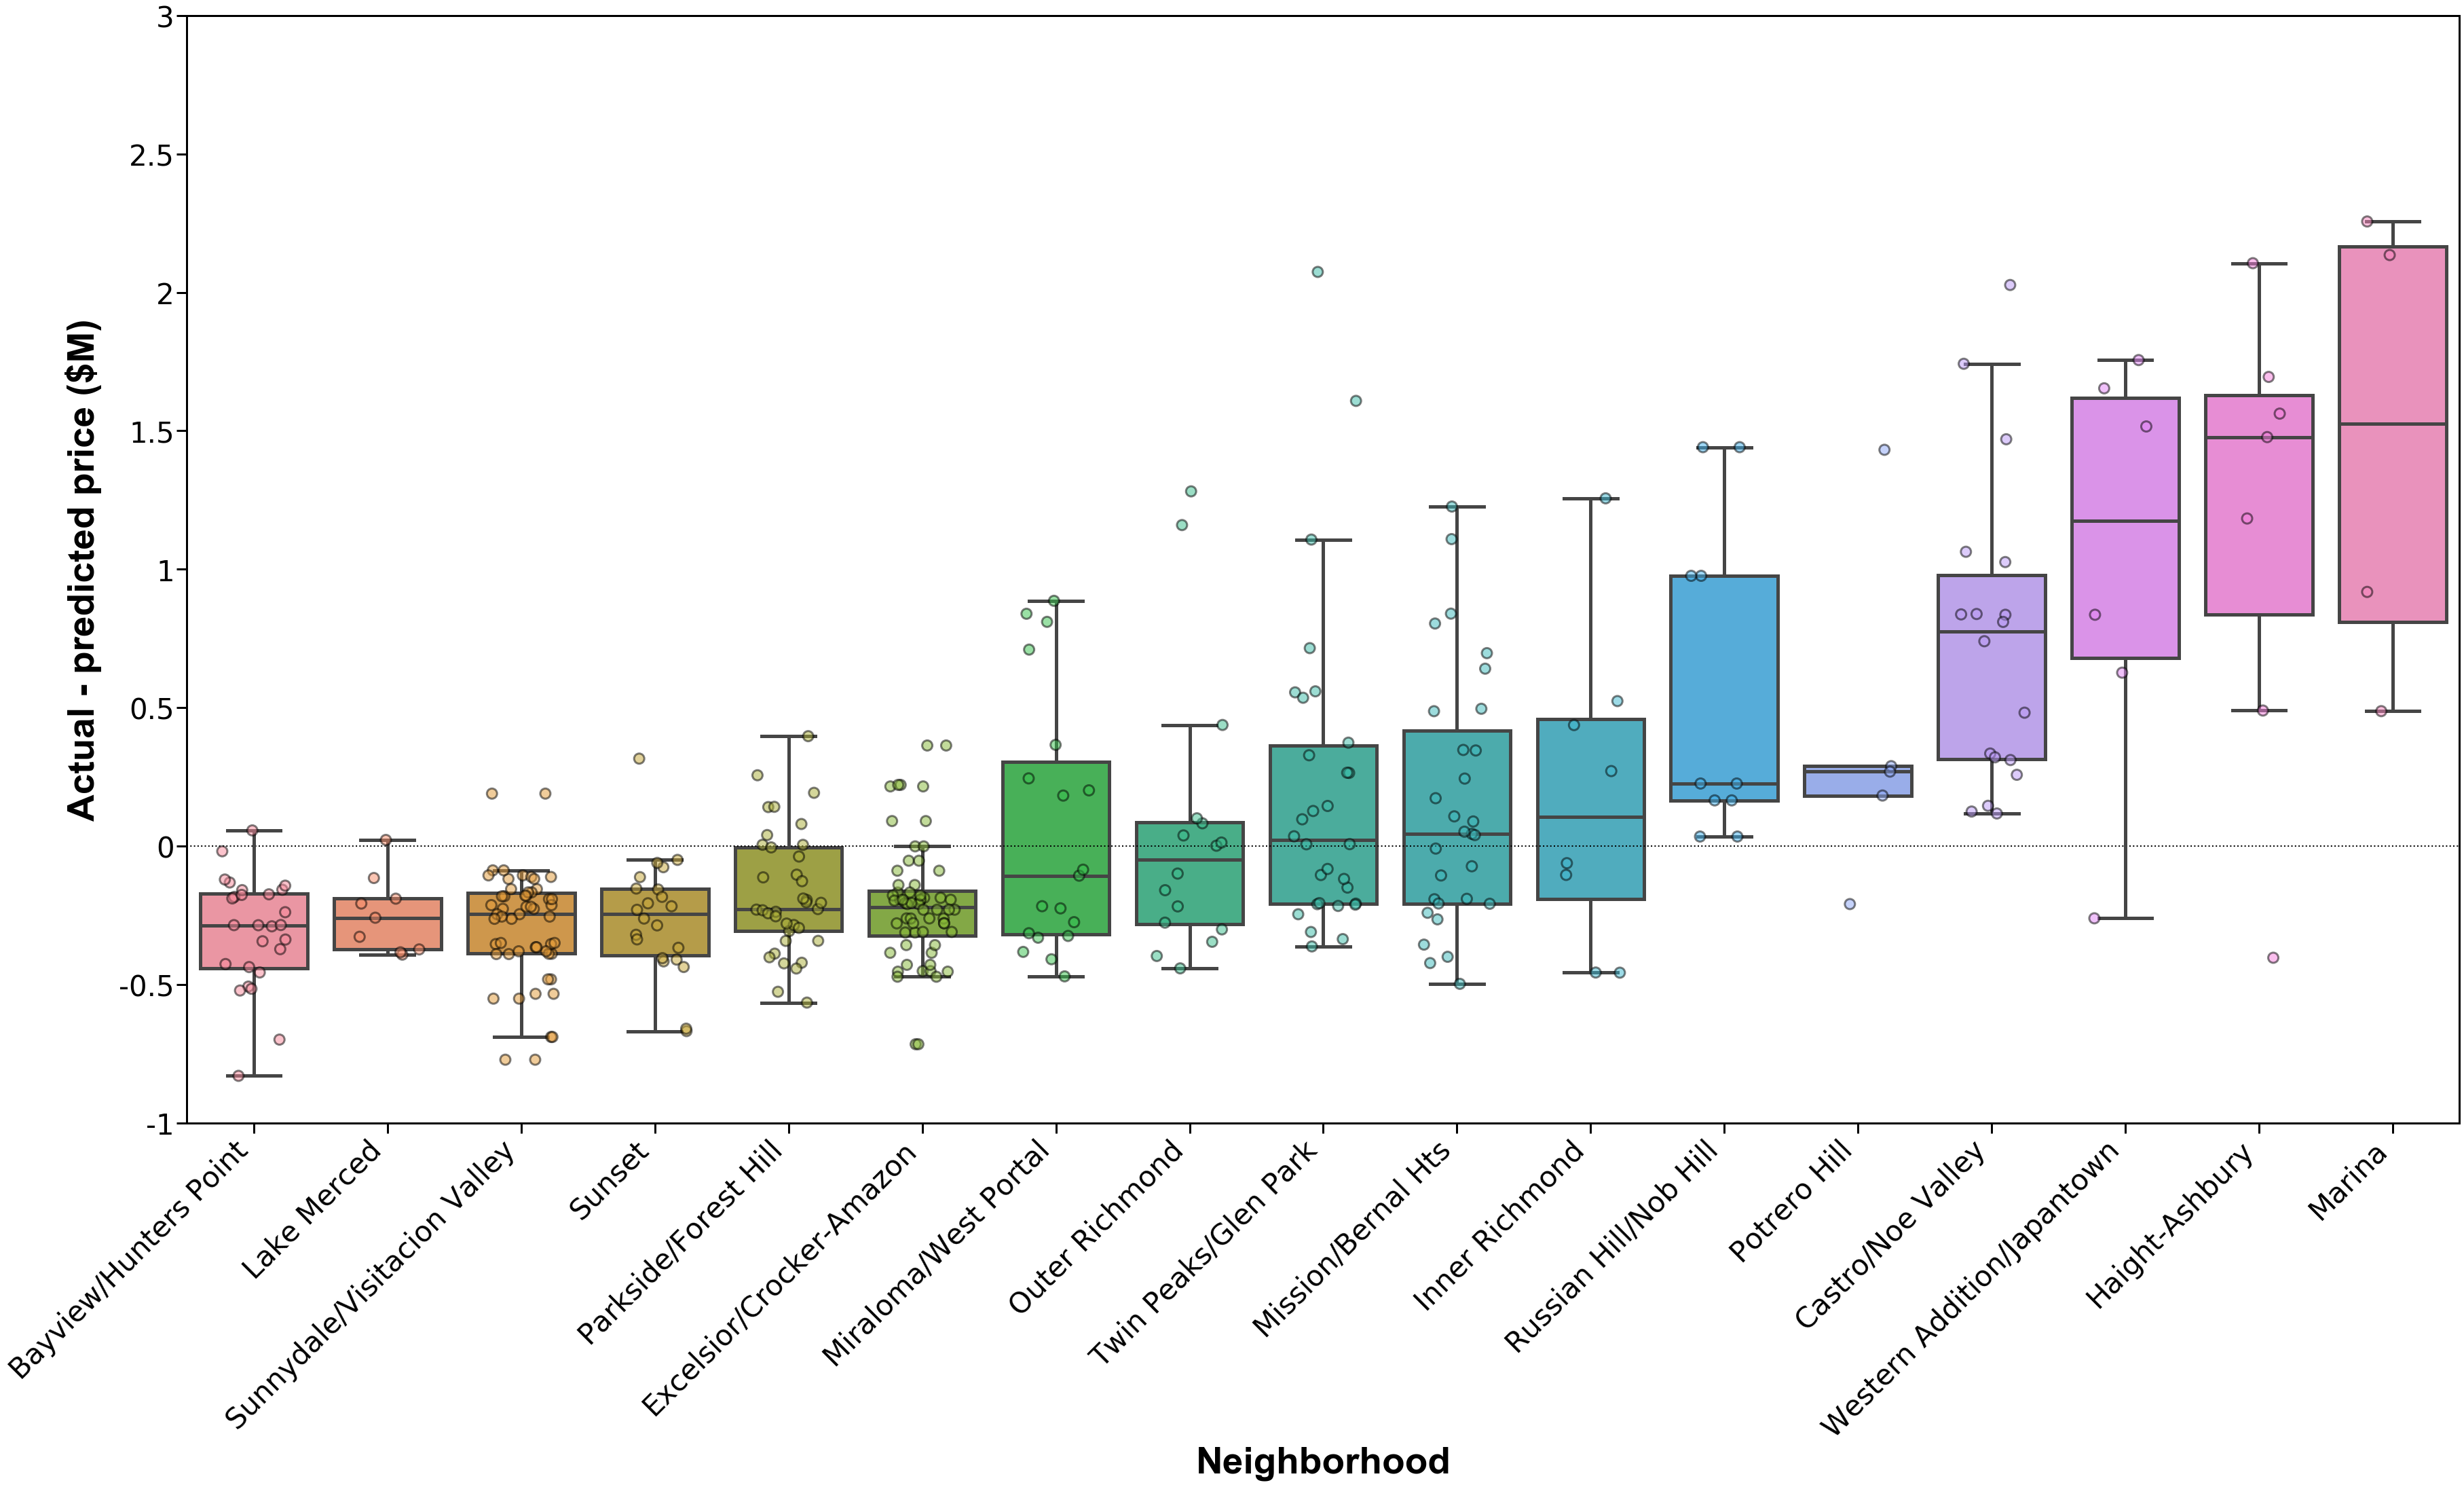 3
2.5
2
1.5
1
0.5
0
-0.5
-1
Actual - predicted price ($M)
Bayview/Hunters Point
Lake Merced
Sunnydale/Visitacion Valley
Sunset
Parkside/Forest Hill
Excelsior/Crocker-Amazon
Miraloma/West Portal
Outer Richmond
Twin Peaks/Glen Park
Mission/Bernal Hts
Inner Richmond
Russian Hill/Nob Hill
Potrero Hill
Castro/Noe Valley
Western Addition/Japantown
Haight-Ashbury
Marina
Neighborhood